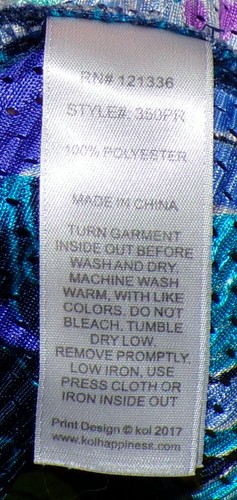 RN# 121336
STYLE#: 350PR
100% POLYESTER
MADE IN CHINA
TURN GARMENT
INSIDE OUT BEFORE
WASH AND DRY.
MACHINE WASH
WARM, WITH LIKE
COLORS. DO NOT
BLEACH. TUMBLE
DRY LOW.
REMOVE PROMPTLY.
LOW IRON, USE
PRESS CLOTH OR
IRON INSIDE OUT
Print Design © koi 2017
www.koihappiness.com